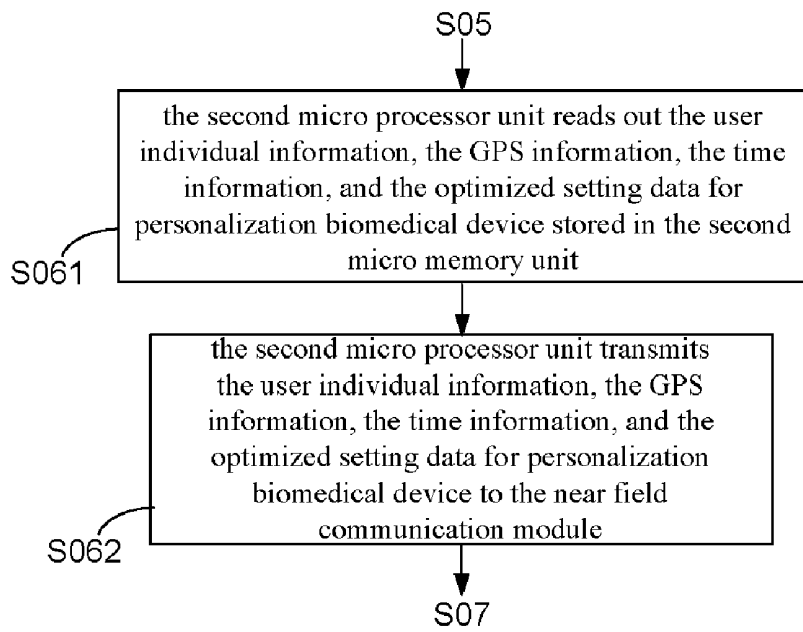 S05
the second micro processor unit reads out the user
individual information, the GPS information, the time
information, and the optimized setting data for
personalization biomedical device stored in the second
micro memory unit
S061
the second micro processor unit transmits
the user individual information, the GPS
information, the time information, and the
optimized setting data for personalization
biomedical device to the near field
communication module
S062
S07